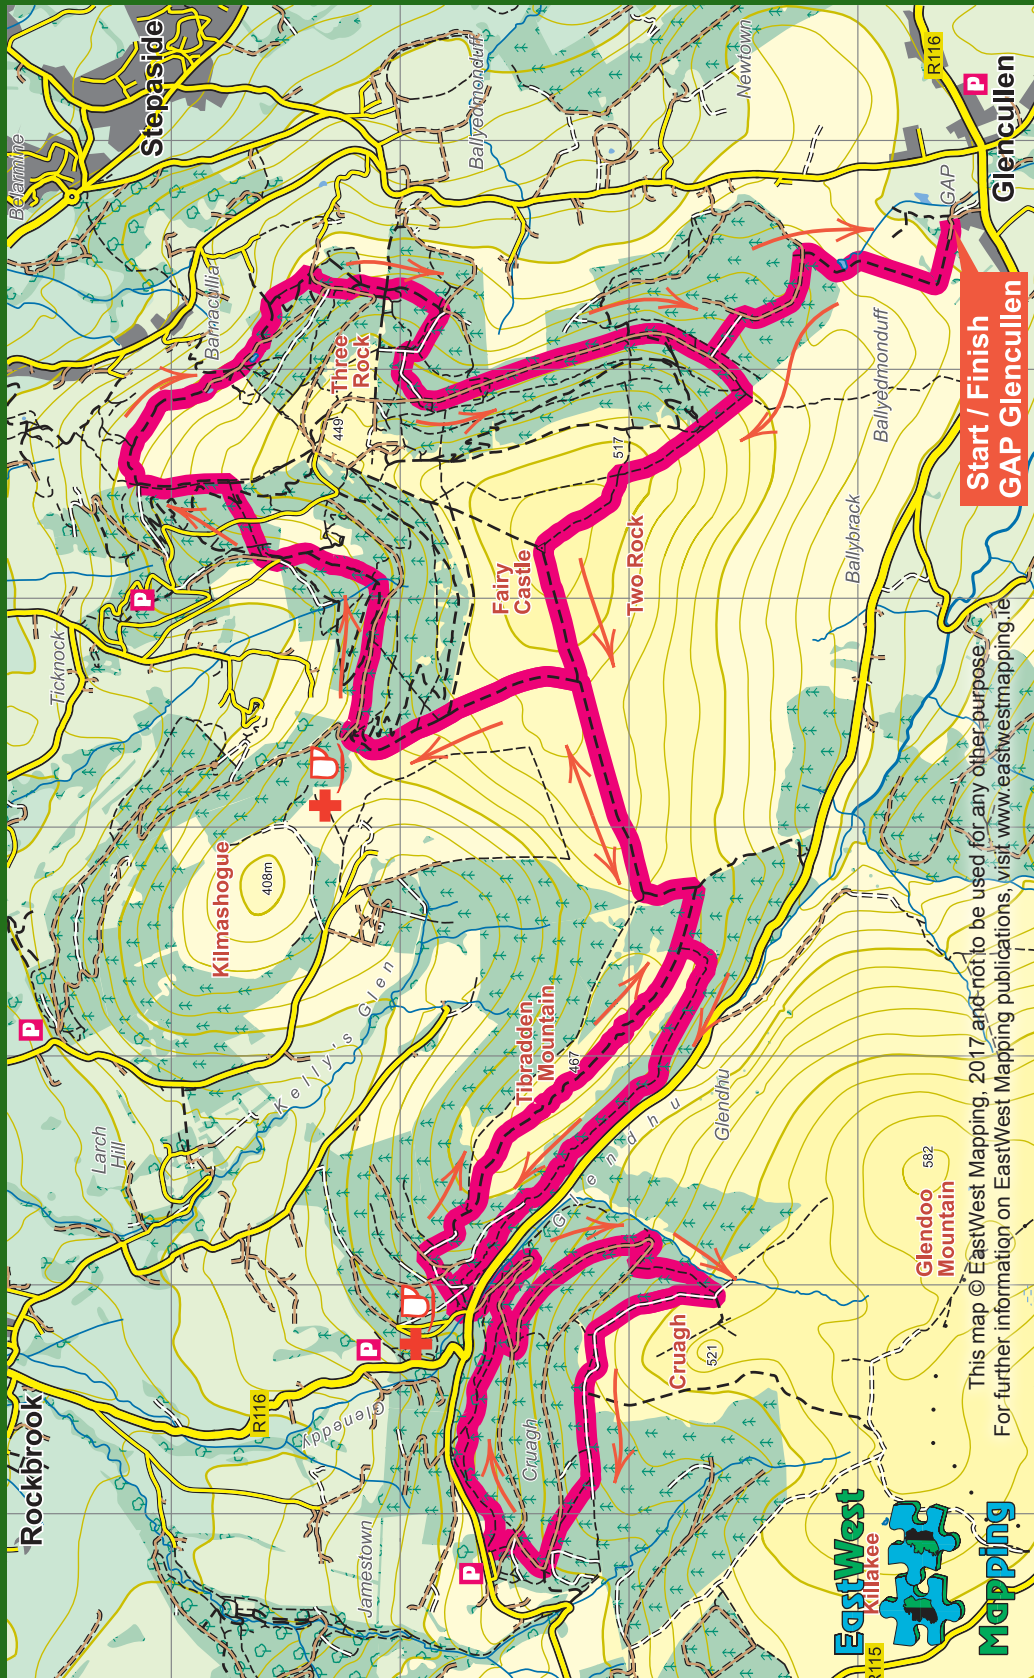 Rockbrook
Larch
Hill
Kilmashogue
408m
Ticknock
Belarmine
Stepaside
Barnacullia
R116
Gleneddy
Jamestown
P
P
P
P
P
Kelly's Glen
Three
Rock
449
Ballyedmonduff
Newtown
Fairy
Castle
Two Rock
517
Tibradden
Mountain
467
Cruagh
Glendhu
Glendhu
Cruagh
521
Ballybrack
Ballyedmonduff
R116
GAP
Glencullen
Start / Finish
GAP Glencullen
Glendoo
Mountain
582
Killakee
R115
EastWest
Mapping
This map © EastWest Mapping, 2017 and not to be used for any other purpose.
For further information on EastWest Mapping publications, visit www.eastwestmapping.ie